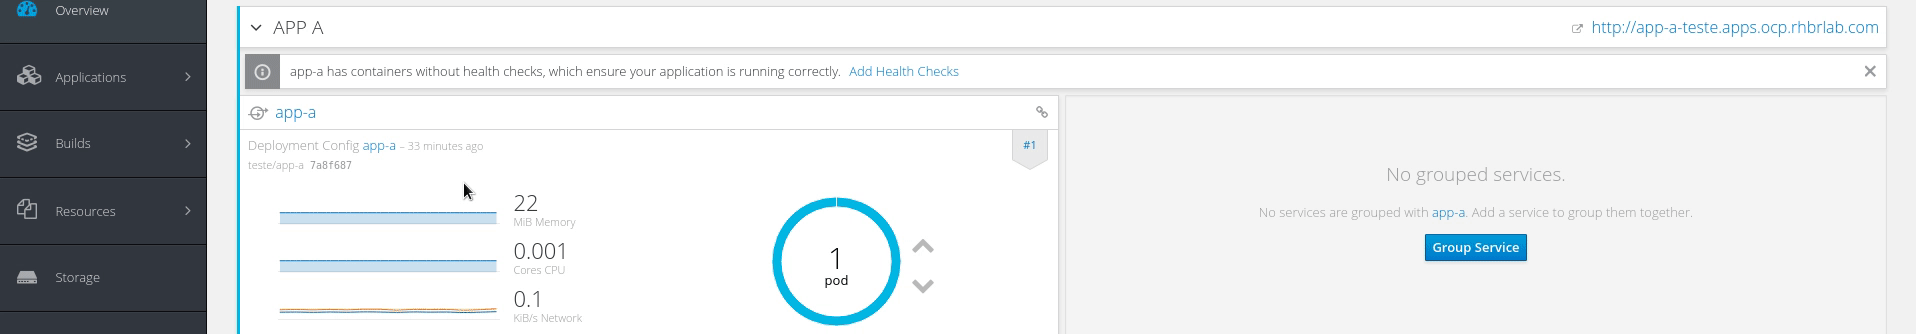 Overview
Applications
Builds
Resources
Storage
APP A
http://app-a-teste.apps.ocp.rhbrlab.com
app-a has containers without health checks, which ensure your application is running correctly. Add Health Checks
app-a
Deployment Config app-a – 33 minutes ago
#1
teste/app-a 7a8f687
22
MiB Memory
0.001
Cores CPU
0.1
KiB/s Network
1
pod
No grouped services.
No services are grouped with app-a. Add a service to group them together.
Group Service